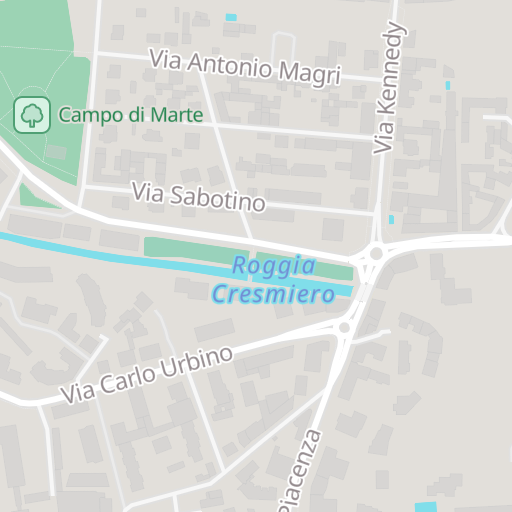 Via Antonio Magri
Via Kennedy
Campo di Marte
Via Sabotino
Roggia
Cresmiero
Via Carlo Urbino
Piacenza